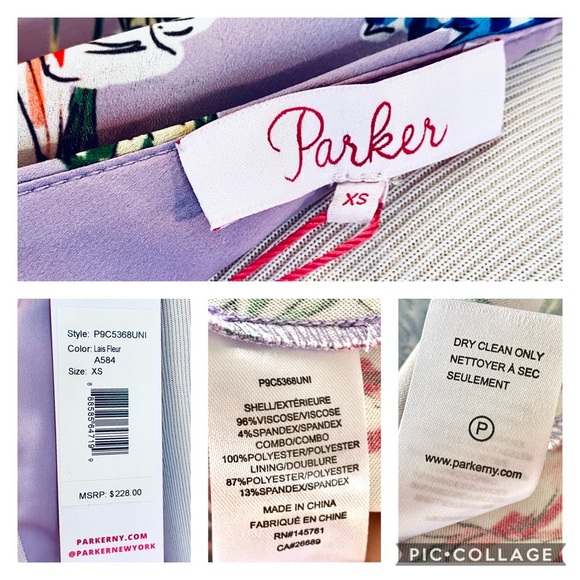 Parker
XS
Style: P9C5368UNI
Color: Lais Fleur
A584
Size: XS
MSRP: $228.00
PARKERNY.COM
@PARKERNEWYORK
P9C5368UNI
SHELL/EXTÉRIEURE
96%VISCOSE/VISCOSE
4%SPANDEX/SPANDEX
COMBO/COMBO
100%POLYESTER/POLYESTER
LINING/DOUBLURE
87%POLYESTER/POLYESTER
13%SPANDEX/SPANDEX
MADE IN CHINA
FABRIQUÉ EN CHINE
RN#145761
CA#26689
DRY CLEAN ONLY
NETTOYER À SEC
SEULEMENT
P
www.parkerny.com
PIC•COLLAGE